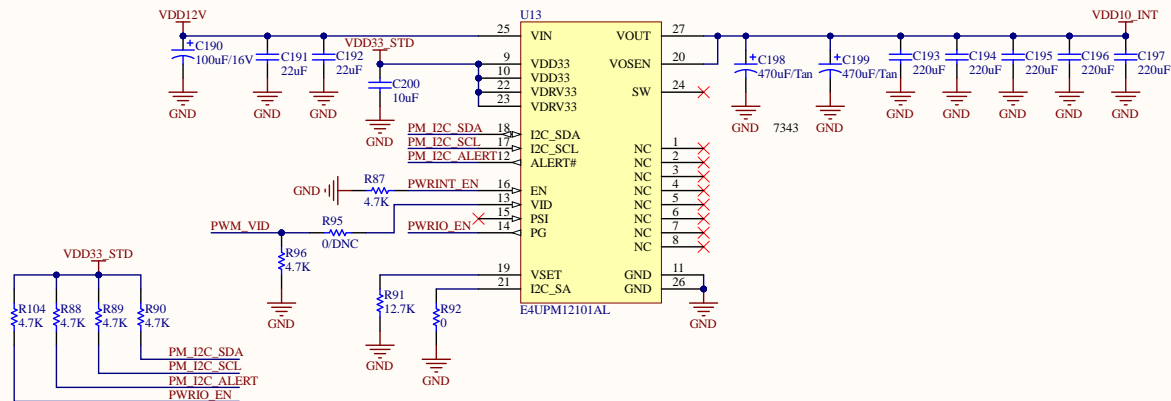 VDD12V
U13
VDD10_INT
25 VIN VOUT 27
C190
100uF/16V
C191
22uF
C192
22uF
VDD33_STD
C200
10uF
9 VDD33 VOSEN 20
10 VDD33
22 VDRV33 SW 24
23 VDRV33
C198
470uF/Tan
C199
470uF/Tan
C193
220uF
C194
220uF
C195
220uF
C196
220uF
C197
220uF
GND GND GND GND GND GND GND GND GND GND GND
7343
PM_I2C_SDA 18 I2C_SDA
PM_I2C_SCL 17 I2C_SCL NC 1
PM_I2C_ALERT 12 ALERT# NC 2
NC 3
GND R87 4.7K PWRINT_EN 16 EN NC 4
13 VID NC 5
15 PSI NC 6
PWRIO_EN 14 PG NC 7
NC 8
PWM_VID
R95
0/DNC
R96
4.7K
GND
19 VSET GND 11
21 I2C_SA GND 26
R91
12.7K
GND
R92
0
GND
GND
E4UPM12101AL
VDD33_STD
R104
4.7K
R88
4.7K
R89
4.7K
R90
4.7K
PM_I2C_SDA
PM_I2C_SCL
PM_I2C_ALERT
PWRIO_EN